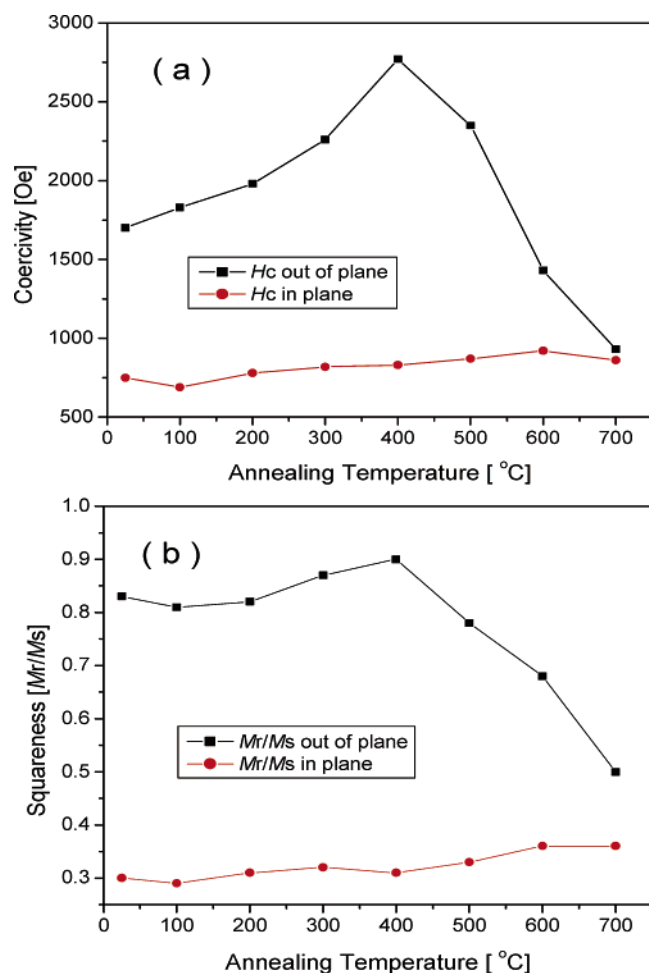 ( a )
Coercivity [Oe]
3000
2500
2000
1500
1000
500
Hc out of plane
Hc in plane
0 100 200 300 400 500 600 700
Annealing Temperature [ °C]
( b )
Squareness [Mr/Ms]
1.0
0.9
0.8
0.7
0.6
0.5
0.4
0.3
Mr/Ms out of plane
Mr/Ms in plane
0 100 200 300 400 500 600 700
Annealing Temperature [ °C]